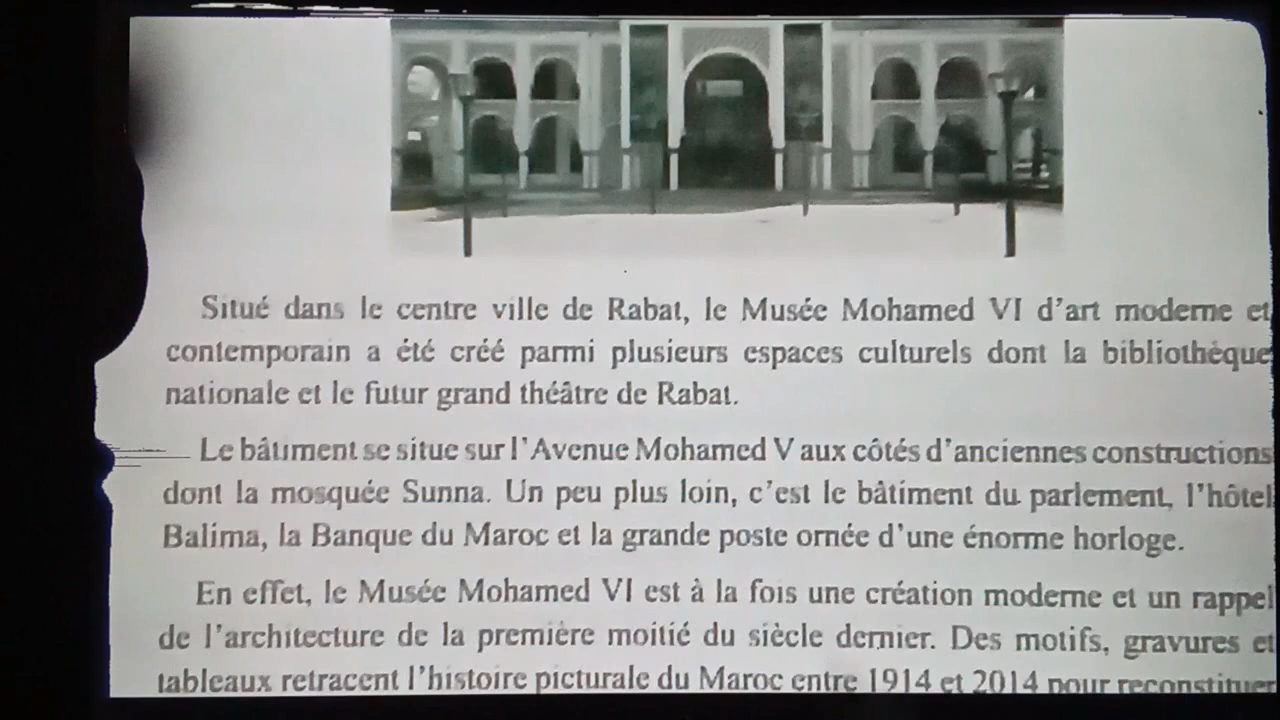 Situé dans le centre ville de Rabat, le Musée Mohamed VI d'art moderne et
contemporain a été créé parmi plusieurs espaces culturels dont la bibliothèque
nationale et le futur grand théâtre de Rabat.
Le bâtiment se situe sur l'Avenue Mohamed V aux côtés d'anciennes constructions
dont la mosquée Sunna. Un peu plus loin, c'est le bâtiment du parlement, l'hôtel
Balima, la Banque du Maroc et la grande poste ornée d'une énorme horloge.
En effet, le Musée Mohamed VI est à la fois une création moderne et un rappel
de l'architecture de la première moitié du siècle dernier. Des motifs, gravures et
tableaux retracent l'histoire picturale du Maroc entre 1914 et 2014 pour reconstituer